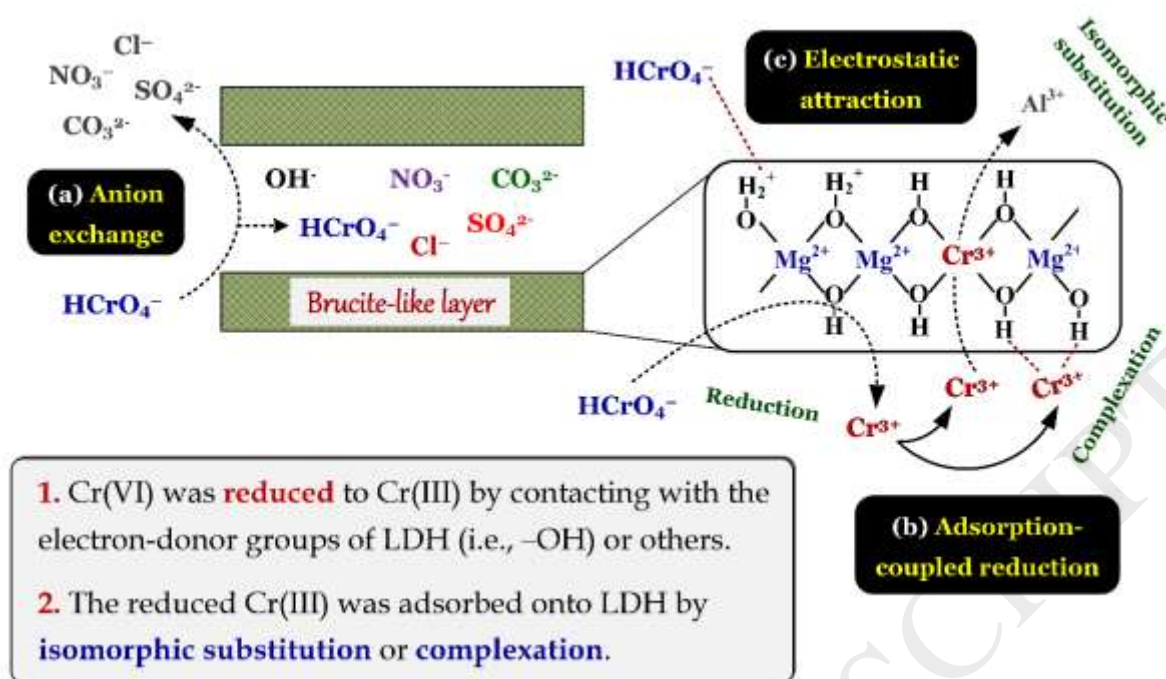 Cl⁻
NO₃⁻
SO₄²⁻
CO₃²⁻
(a) Anion
exchange
HCrO₄⁻
OH⁻ NO₃⁻ CO₃²⁻
HCrO₄⁻ SO₄²⁻
Cl⁻
Brucite-like layer
HCrO₄⁻
(c) Electrostatic
attraction
Isomorphic
substitution
Al³⁺
H₂⁺ H₂⁺ H H
O O O O
Mg²⁺ Mg²⁺ Cr³⁺ Mg²⁺
O O O O
H H H H
HCrO₄⁻
Reduction
Cr³⁺
Cr³⁺
Cr³⁺
Complexation
(b) Adsorption-
coupled reduction
1. Cr(VI) was reduced to Cr(III) by contacting with the
electron-donor groups of LDH (i.e., –OH) or others.
2. The reduced Cr(III) was adsorbed onto LDH by
isomorphic substitution or complexation.
SCRIPT